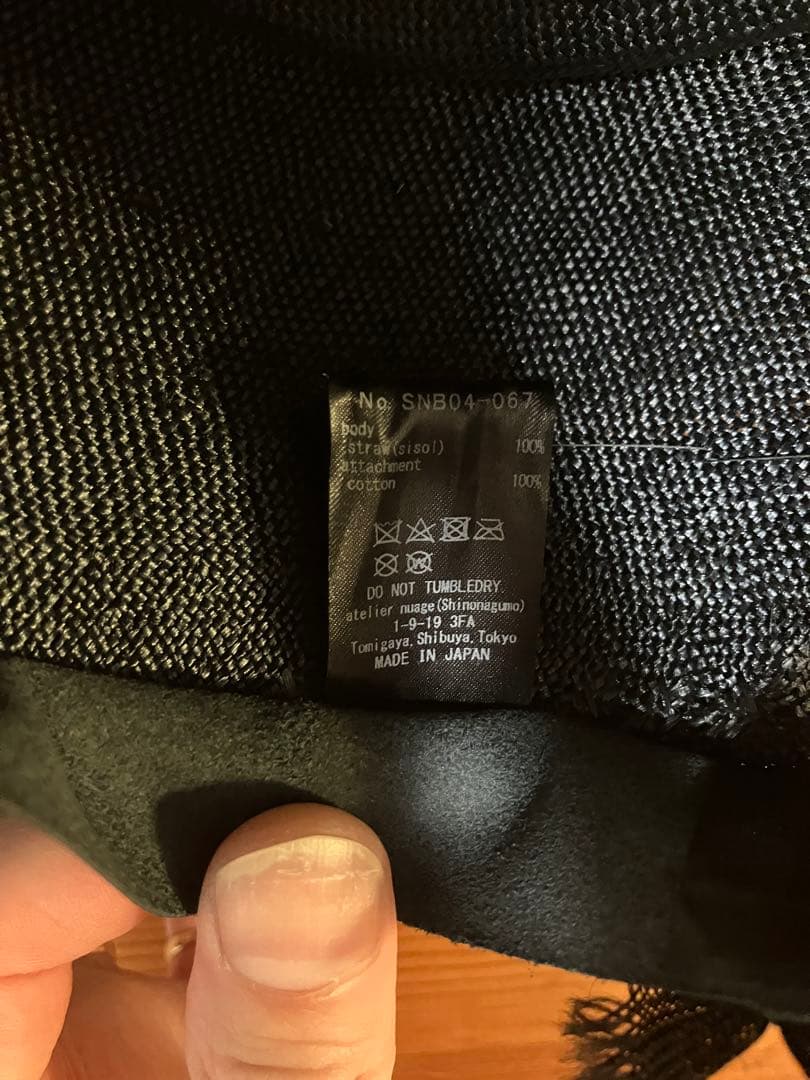 No. SNB04-067
body
straw(sisol) 100%
attachment
cotton 100%
DO NOT TUMBLEDRY.
atelier nuage(Shinonagumo)
1-9-19 3FA
Tomigaya,Shibuya,Tokyo
MADE IN JAPAN